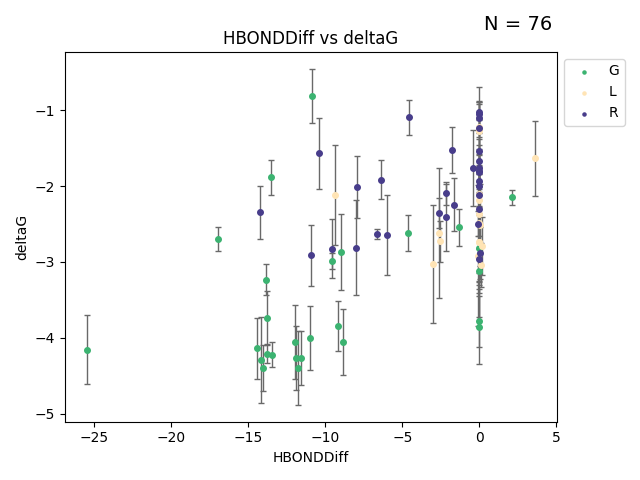 N = 76
HBONDDiff vs deltaG
G
L
R
−1
−2
−3
−4
−5
deltaG
−25 −20 −15 −10 −5 0 5
HBONDDiff